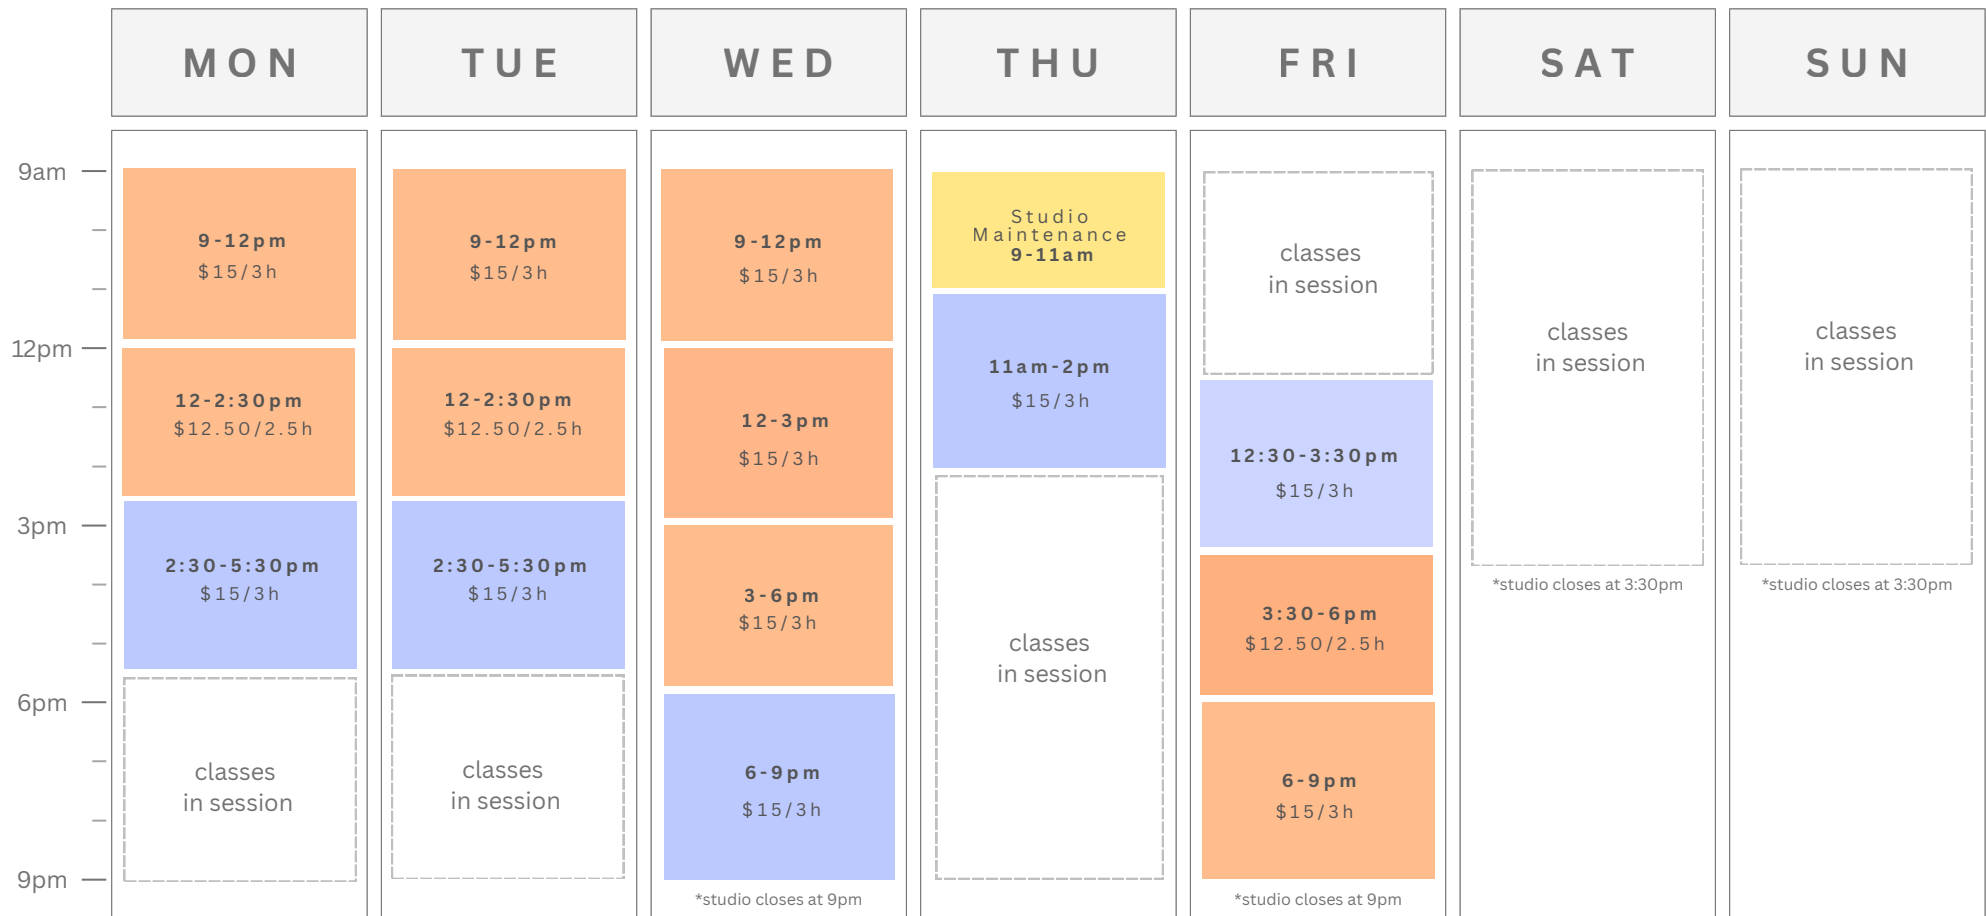 MON
TUE
WED
THU
FRI
SAT
SUN
9am
12pm
3pm
6pm
9pm
9-12pm
$15/3h
12-2:30pm
$12.50/2.5h
2:30-5:30pm
$15/3h
classes
in session
9-12pm
$15/3h
12-2:30pm
$12.50/2.5h
2:30-5:30pm
$15/3h
classes
in session
9-12pm
$15/3h
12-3pm
$15/3h
3-6pm
$15/3h
6-9pm
$15/3h
*studio closes at 9pm
Studio
Maintenance
9-11am
11am-2pm
$15/3h
classes
in session
classes
in session
12:30-3:30pm
$15/3h
3:30-6pm
$12.50/2.5h
6-9pm
$15/3h
*studio closes at 9pm
classes
in session
*studio closes at 3:30pm
classes
in session
*studio closes at 3:30pm